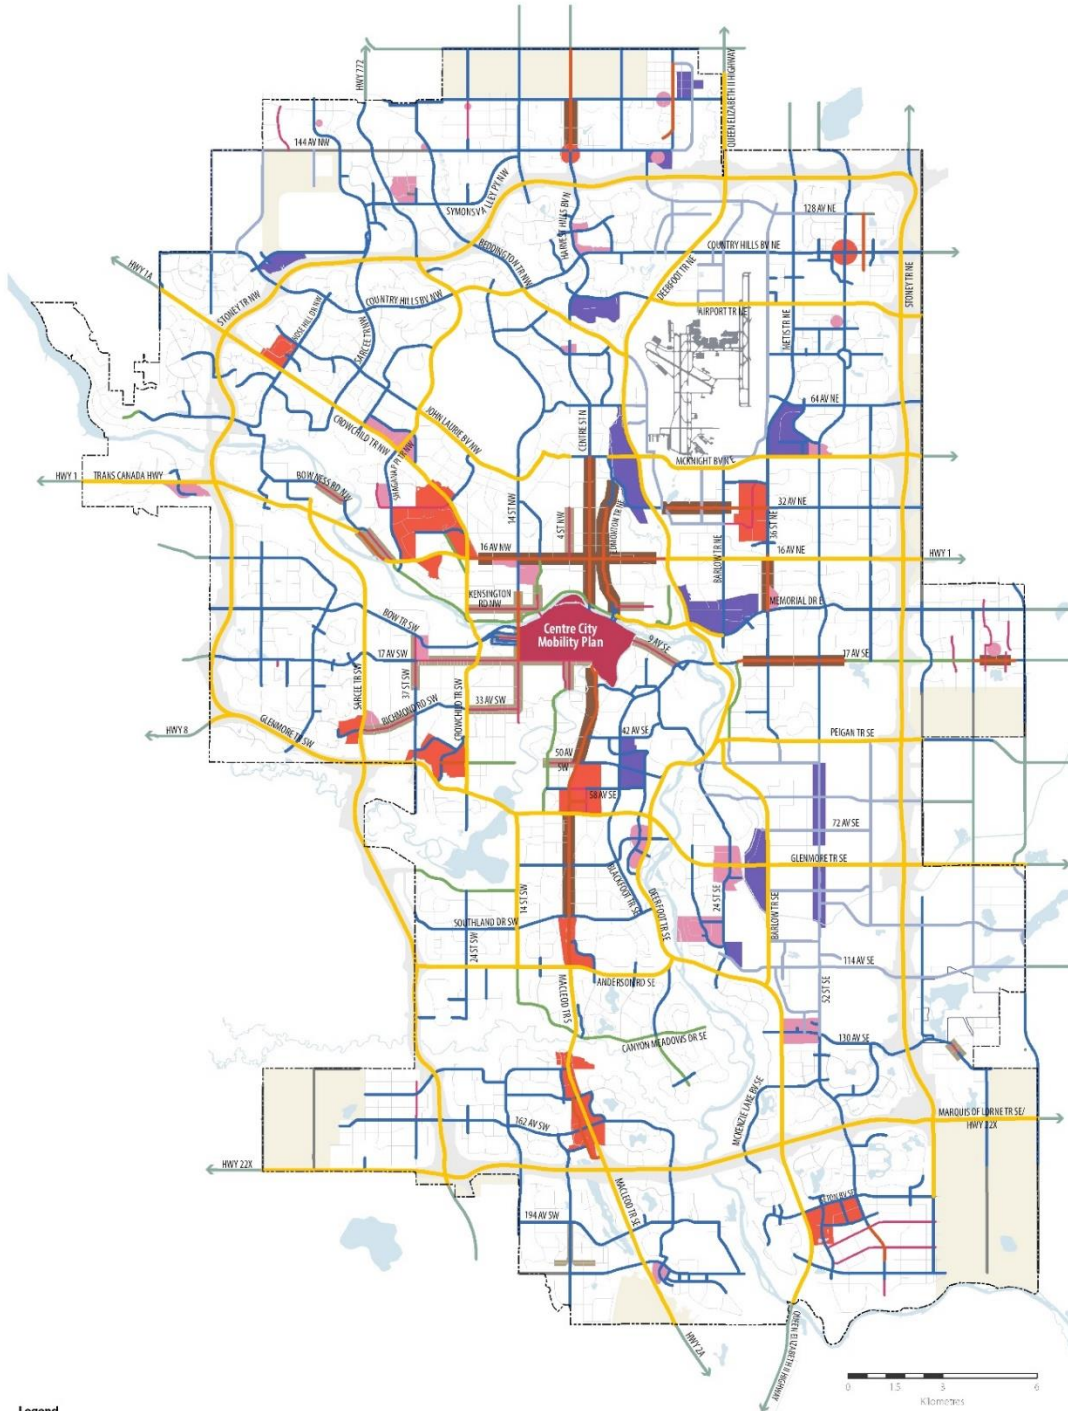 HWY 772
QUEEN ELIZABETH II HIGHWAY
144 AV NW
SYMONS VALLEY PY NW
HARVEST HILLS BV N
128 AV NE
BEDDINGTON TR NW
COUNTRY HILLS BV NE
HWY 1A
STONEY TR NW
COUNTRY HILLS BV NW
DEERFOOT TR NE
STONEY TR NE
AIRPORT TR NE
METIS TR NE
SARCEE TR NW
64 AV NE
JOHN LAURIE BV NW
CENTRE ST N
CROWCHILD TR NW
MCKNIGHT BV NE
SHAGANAPPI TR NW
HWY 1
TRANS CANADA HWY
BOWNESS RD NW
14 ST NW
4 ST NW
EDMONTON TR NE
32 AV NE
36 ST NE
BARLOW TR NE
16 AV NW
16 AV NE
HWY 1
KENSINGTON
RD NW
MEMORIAL DR E
BOW TR SW
Centre City
Mobility Plan
9 AV SE
17 AV SW
17 AV SE
37 ST SW
SARCEE TR SW
RICHMOND RD SW
33 AV SW
CROWCHILD TR SW
HWY 8
GLENMORE TR SW
42 AV SE
PEIGAN TR SE
50 AV
SW
58 AV SE
72 AV SE
GLENMORE TR SE
BLACKFOOT TR SE
DEERFOOT TR SE
14 ST SW
24 ST SE
BARLOW TR SE
SOUTHLAND DR SW
24 ST SW
114 AV SE
ANDERSON RD SE
52 ST SE
MACLEOD TR S
CANYON MEADOWS DR SE
130 AV SE
MCKENZIE LAKE BV SE
162 AV SW
MARQUIS OF LORNE TR SE/
HWY 22X
HWY 22X
MACLEOD TR SE
194 AV SW
HWY 2A
QUEEN ELIZABETH II HIGHWAY
0 1.5 3 6
Kilometres
Legend